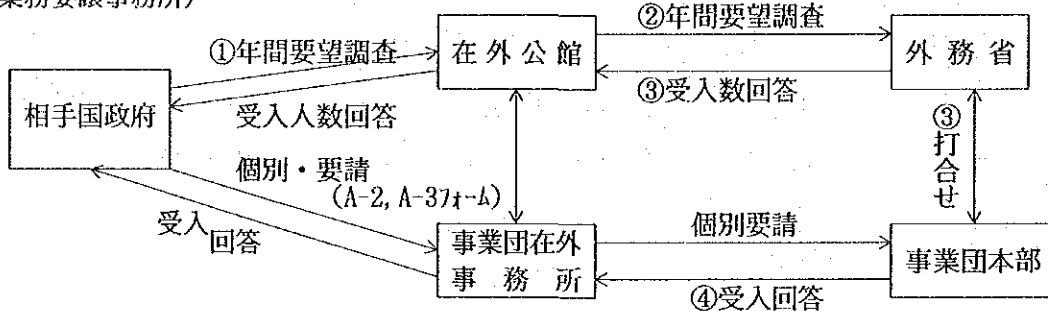 業務委譲事務所）
②年間要望調査
①年間要望調査
在外公館
外務省
③受入数回答
相手国政府
受入人数回答
③打合せ
個別・要請
(A-2, A-3フォーム)
受入回答
個別要請
事業団在外
事務所
事業団本部
④受入回答